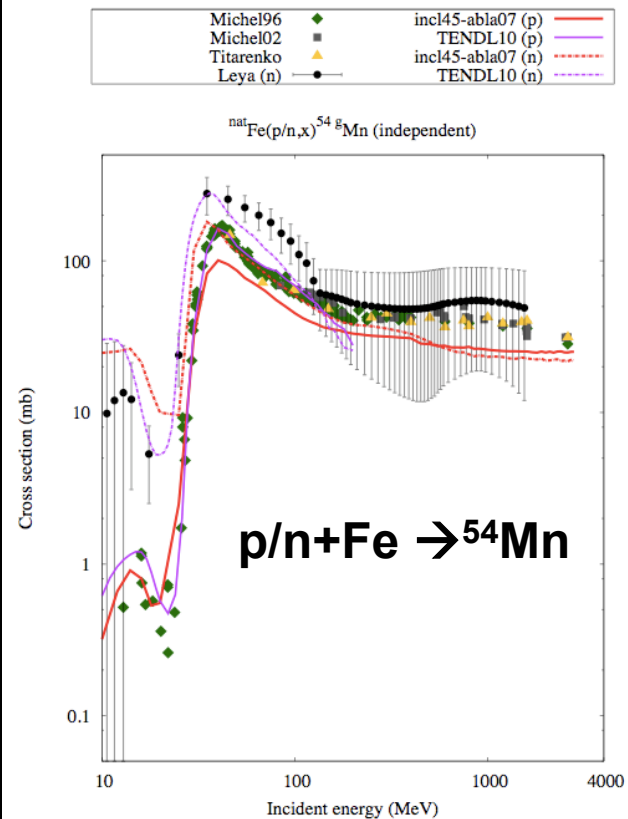 Michel96 incl45-abla07 (p)
Michel02 TENDL10 (p)
Titarenko incl45-abla07 (n)
Leya (n) TENDL10 (n)
natFe(p/n,x)54 gMn (independent)
100
10
1
0.1
Cross section (mb)
p/n+Fe →54Mn
10 100 1000 4000
Incident energy (MeV)